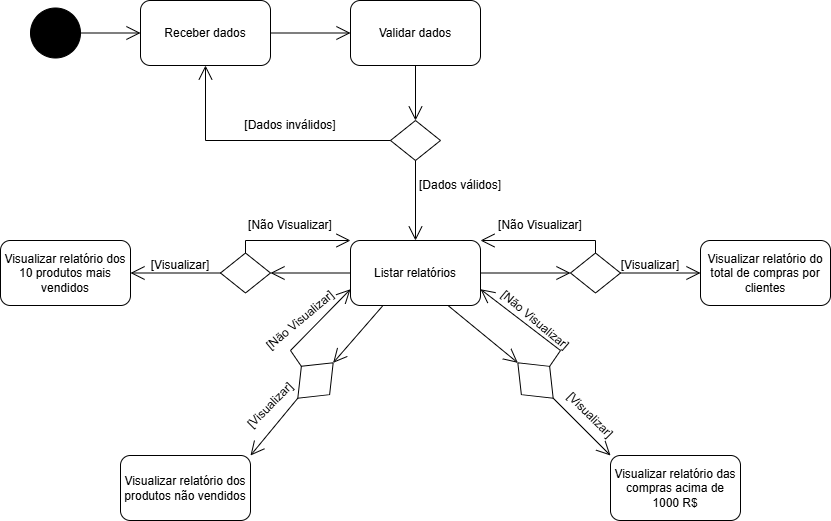 Receber dados
Validar dados
[Dados inválidos]
[Dados válidos]
[Não Visualizar]
[Não Visualizar]
Visualizar relatório dos
10 produtos mais
vendidos
[Visualizar]
Listar relatórios
[Visualizar]
Visualizar relatório do
total de compras por
clientes
[Não Visualizar]
[Não Visualizar]
[Visualizar]
[Visualizar]
Visualizar relatório dos
produtos não vendidos
Visualizar relatório das
compras acima de
1000 R$